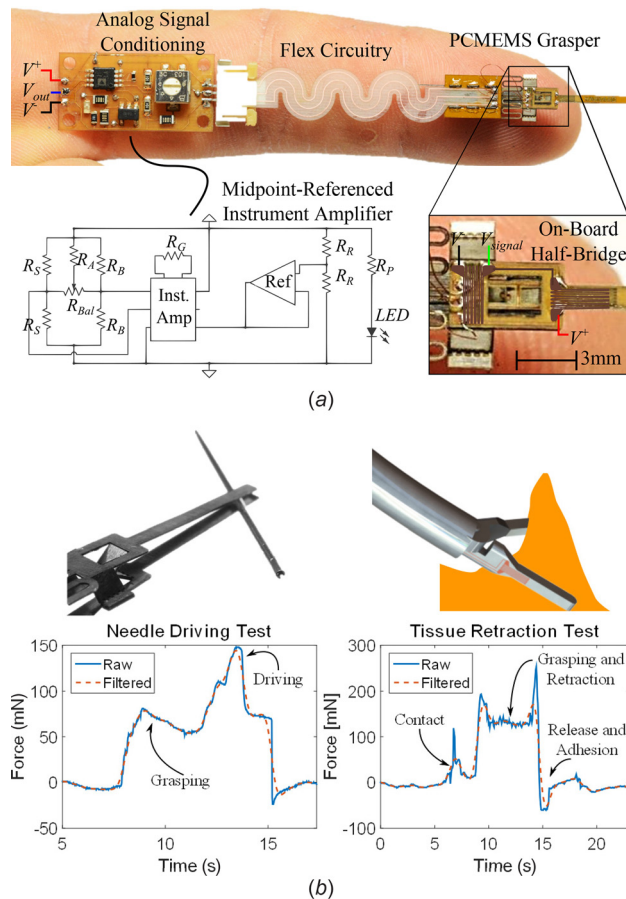 Analog Signal
Conditioning
Flex Circuitry
PCMEMS Grasper
V+
Vout
V-
Midpoint-Referenced
Instrument Amplifier
On-Board
Half-Bridge
V-
Vsignal
V+
3mm
RS
RA
RB
RBal
RS
RB
RG
Inst.
Amp
Ref
RR
RR
RP
LED
(a)
Needle Driving Test
Raw
Filtered
Driving
Grasping
Force (mN)
150
100
50
0
-50
5
10
15
Time (s)
Tissue Retraction Test
Raw
Filtered
Grasping and
Retraction
Contact
Release and
Adhesion
Force [mN]
300
200
100
0
-100
0
5
10
15
20
Time (s)
(b)